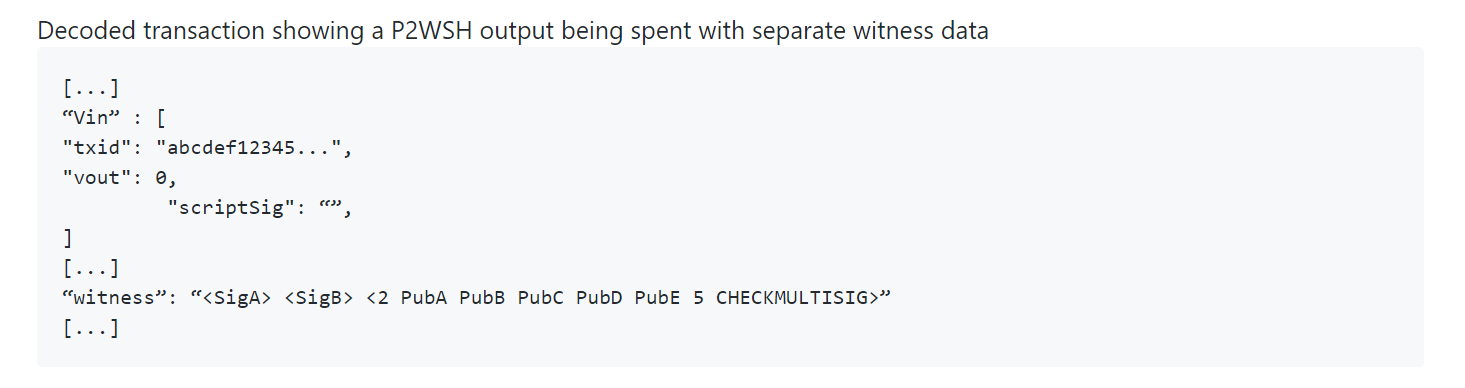 Decoded transaction showing a P2WSH output being spent with separate witness data
[...]
“Vin” : [
"txid": "abcdef12345...",
"vout": 0,
"scriptSig": “”,
]
[...]
“witness”: “<SigA> <SigB> <2 PubA PubB PubC PubD PubE 5 CHECKMULTISIG>”
[...]